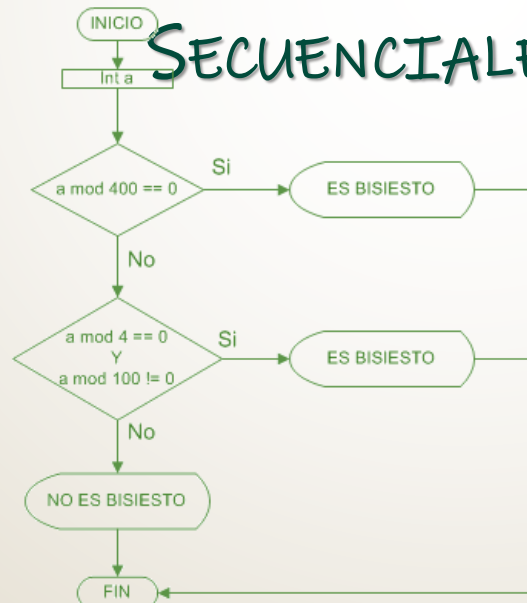 INICIO
SECUENCIALE
Int a
a mod 400 == 0
Si
ES BISIESTO
No
a mod 4 == 0
Y
a mod 100 != 0
Si
ES BISIESTO
No
NO ES BISIESTO
FIN